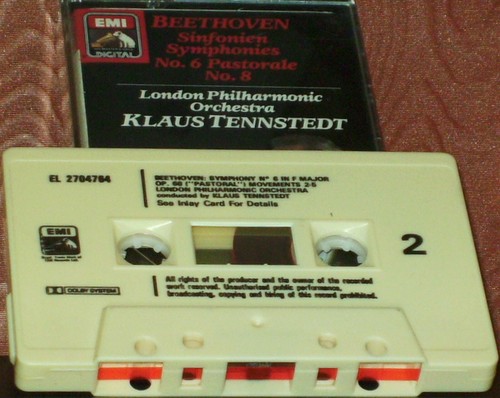 EMI
DIGITAL
BEETHOVEN
Sinfonien
Symphonies
No. 6 Pastorale
No. 8
London Philharmonic
Orchestra
KLAUS TENNSTEDT
EL 2704764
BEETHOVEN: SYMPHONY Nº 6 IN F MAJOR
OP. 68 ("PASTORAL") MOVEMENTS 2-5
LONDON PHILHARMONIC ORCHESTRA
conducted by KLAUS TENNSTEDT
See Inlay Card For Details
EMI
2
DOLBY SYSTEM
All rights of the producer and the owner of the recorded
work reserved. Unauthorised public performance,
broadcasting, copying and hiring of this record prohibited.